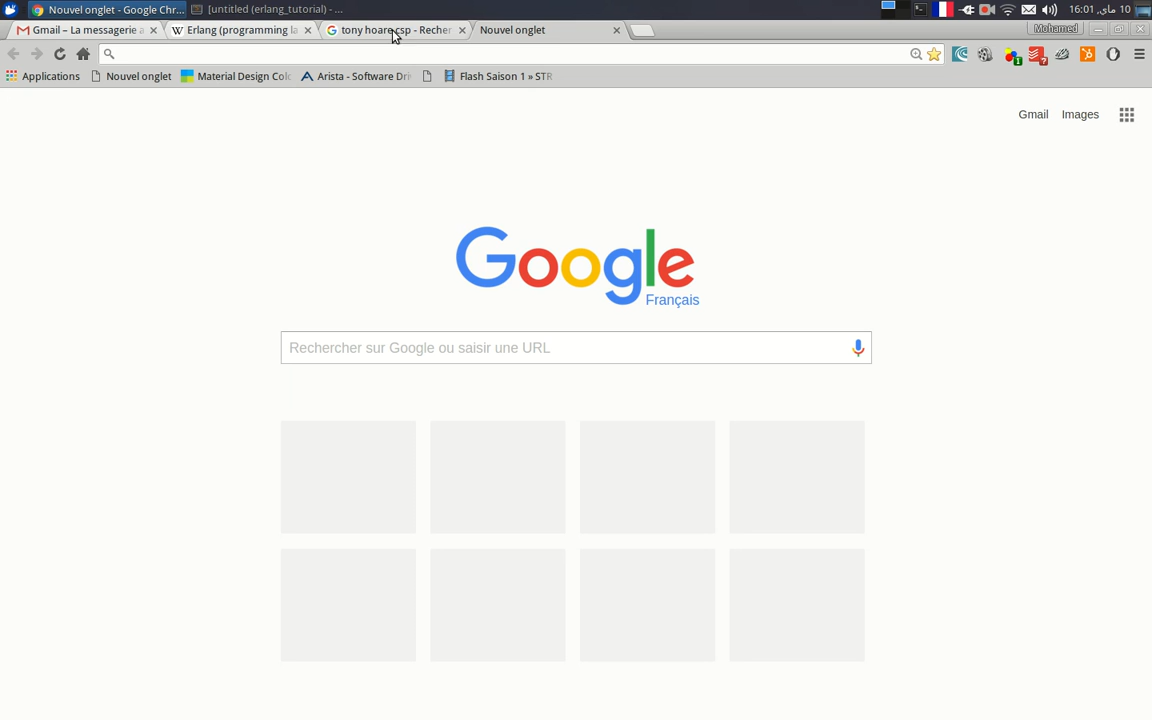 Nouvel onglet - Google Chr...
[untitled (erlang_tutorial) - ...
10 ماي, 16:01
Gmail – La messagerie a
Erlang (programming la
tony hoare csp - Recher
Nouvel onglet
Mohamed
Applications
Nouvel onglet
Material Design Colo
Arista - Software Dri
Flash Saison 1 » STR
Gmail
Images
Google
Français
Rechercher sur Google ou saisir une URL